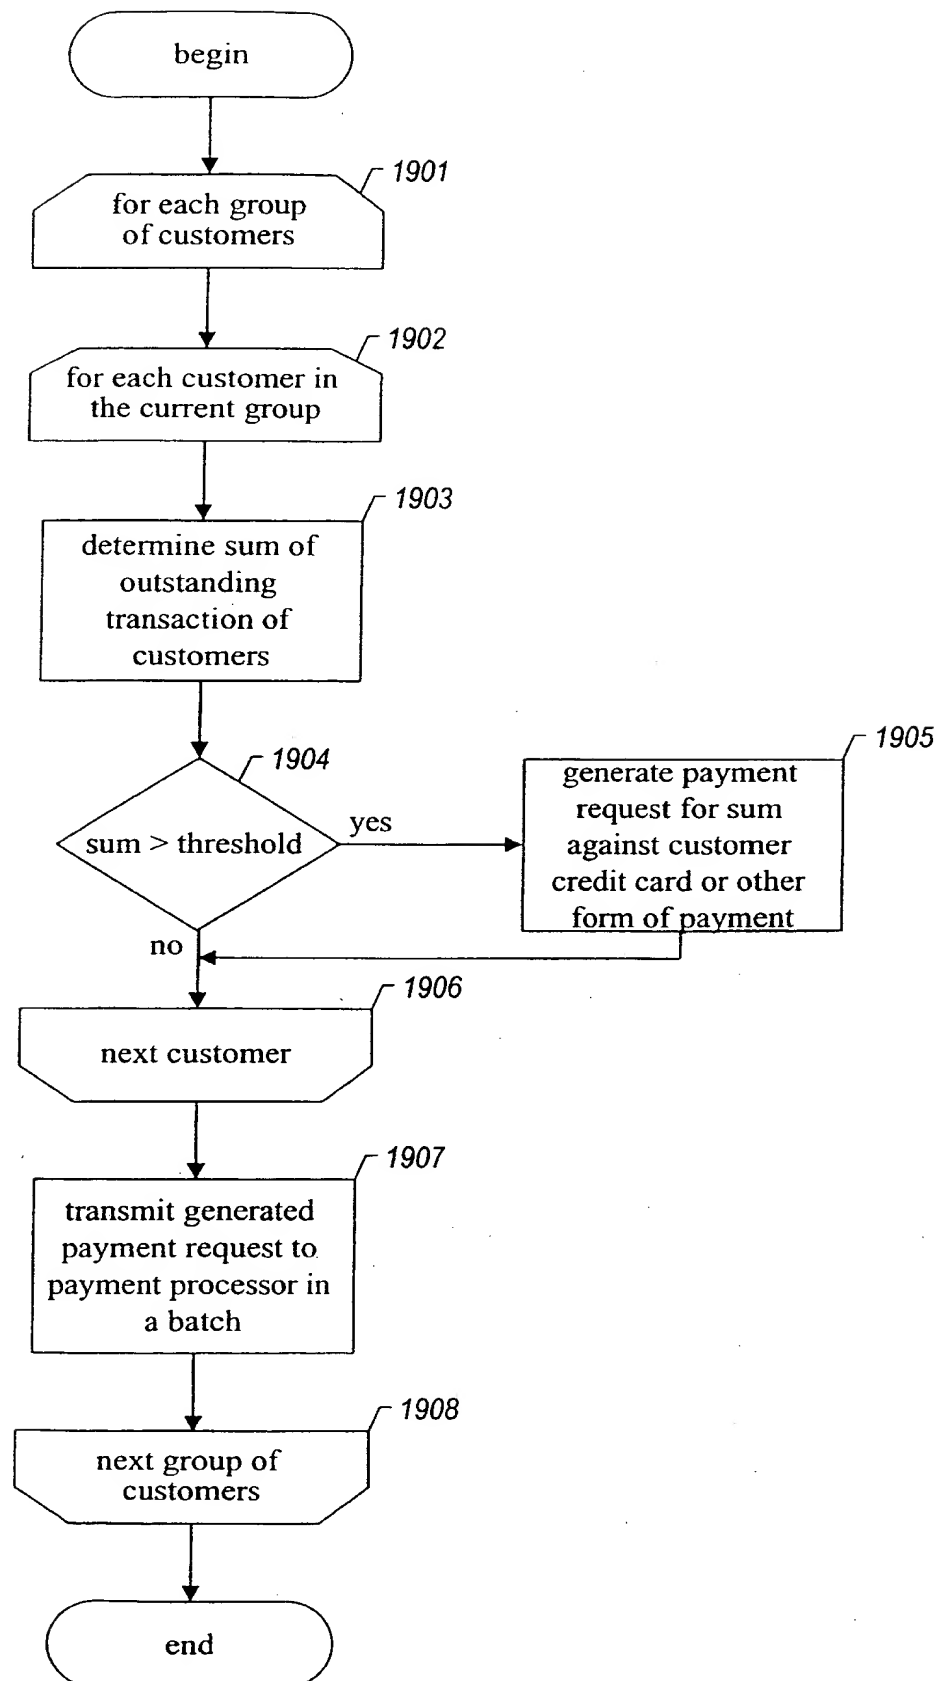 begin
1901
for each group
of customers
1902
for each customer in
the current group
1903
determine sum of
outstanding
transaction of
customers
1904
sum > threshold
yes
1905
generate payment
request for sum
against customer
credit card or other
form of payment
no
1906
next customer
1907
transmit generated
payment request to
payment processor in
a batch
1908
next group of
customers
end